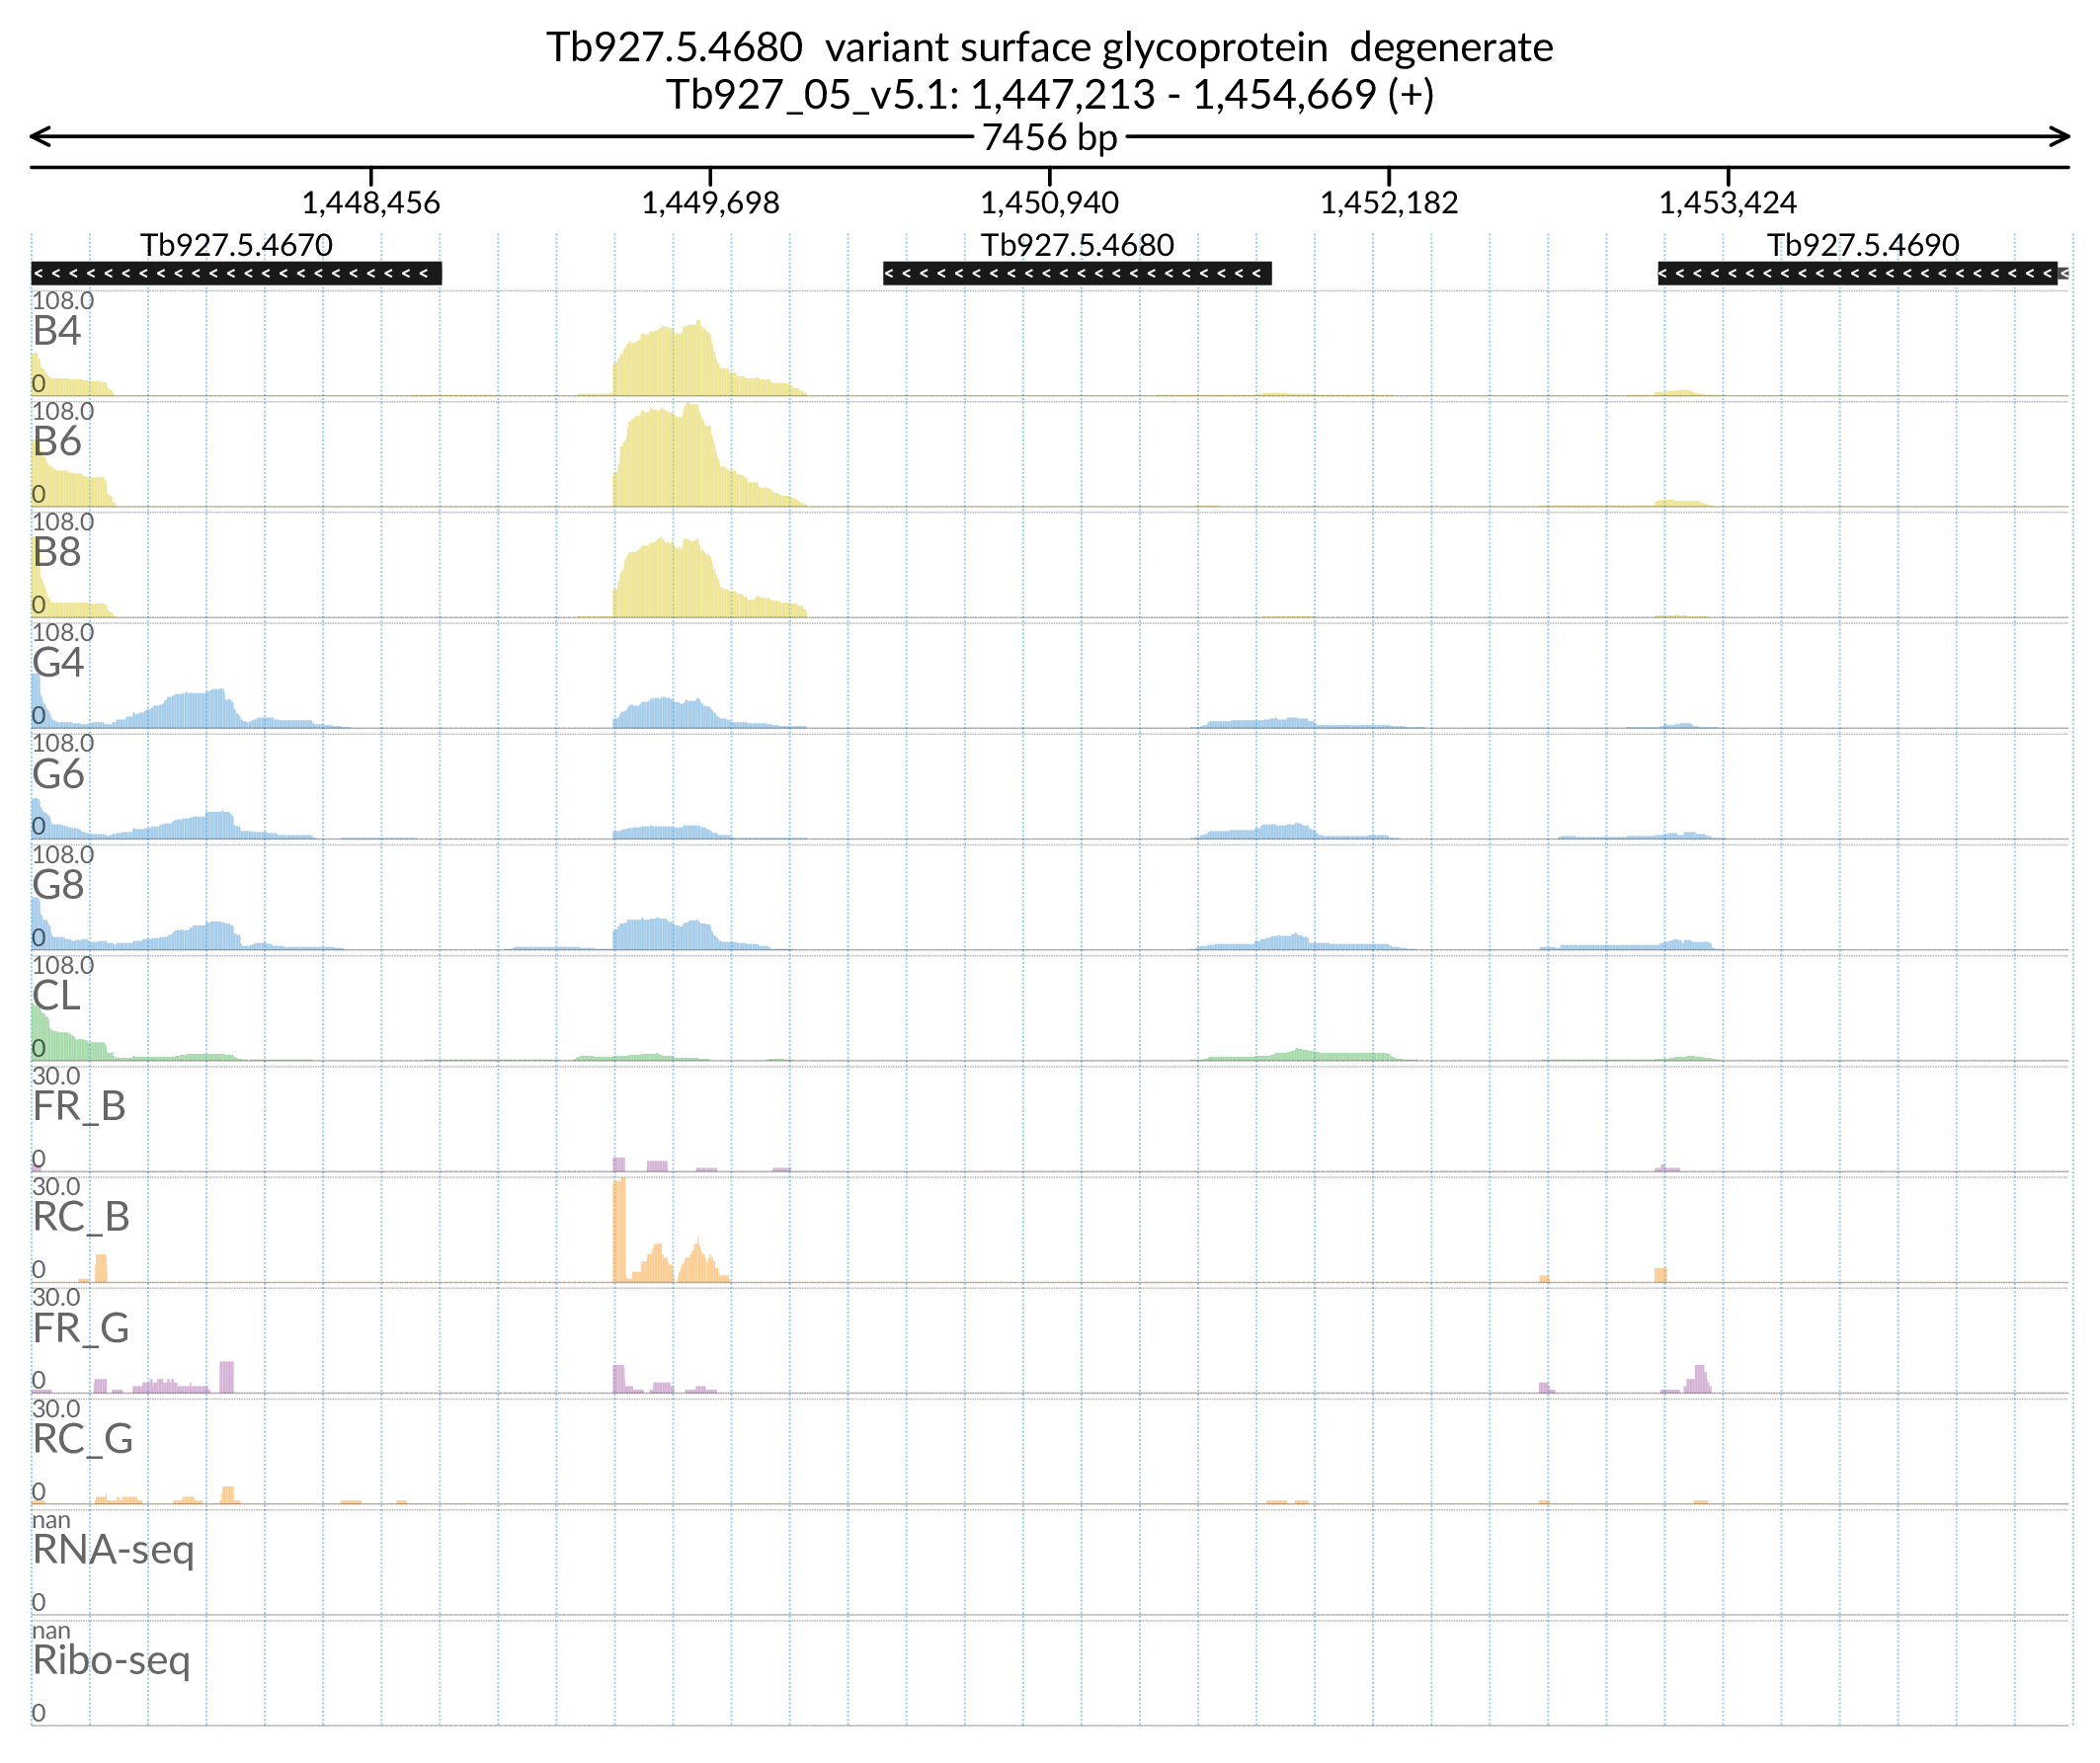 Tb927.5.4680  variant surface glycoprotein  degenerate
Tb927_05_v5.1: 1,447,213 - 1,454,669 (+)
7456 bp
1,448,456 1,449,698 1,450,940 1,452,182 1,453,424
Tb927.5.4670 Tb927.5.4680 Tb927.5.4690
108.0
B4
0
108.0
B6
0
108.0
B8
0
108.0
G4
0
108.0
G6
0
108.0
G8
0
108.0
CL
0
30.0
FR_B
0
30.0
RC_B
0
30.0
FR_G
0
30.0
RC_G
0
nan
RNA-seq
0
nan
Ribo-seq
0